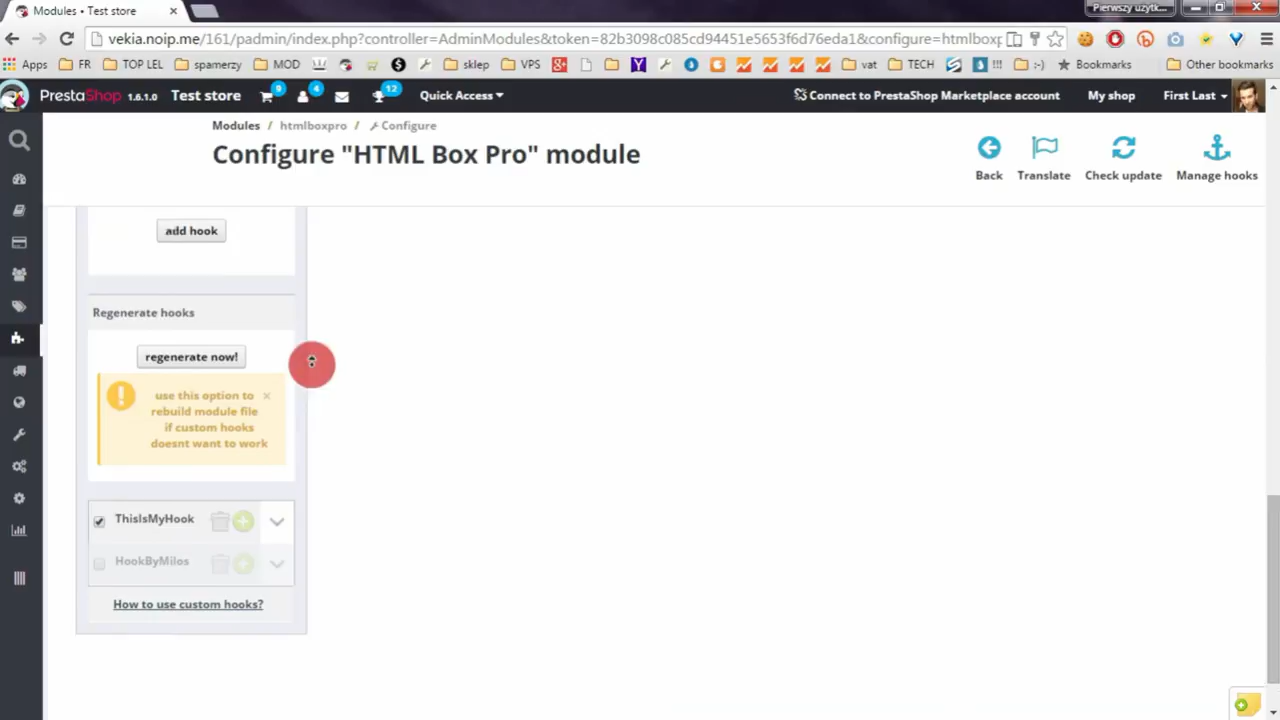 Modules • Test store
Pierwszy użytk...
vekia.noip.me/161/padmin/index.php?controller=AdminModules&token=82b3098c085cd94451e5653f6d76eda1&configure=htmlboxp
Apps FR TOP LEL spamerzy MOD sklep VPS vat TECH !!! :-) Bookmarks Other bookmarks
PrestaShop 1.6.1.0 Test store 9 4 12 Quick Access Connect to PrestaShop Marketplace account My shop First Last
Modules / htmlboxpro / Configure
Configure "HTML Box Pro" module
Back Translate Check update Manage hooks
add hook
Regenerate hooks
regenerate now!
use this option to ×
rebuild module file
if custom hooks
doesnt want to work
ThisIsMyHook
HookByMilos
How to use custom hooks?